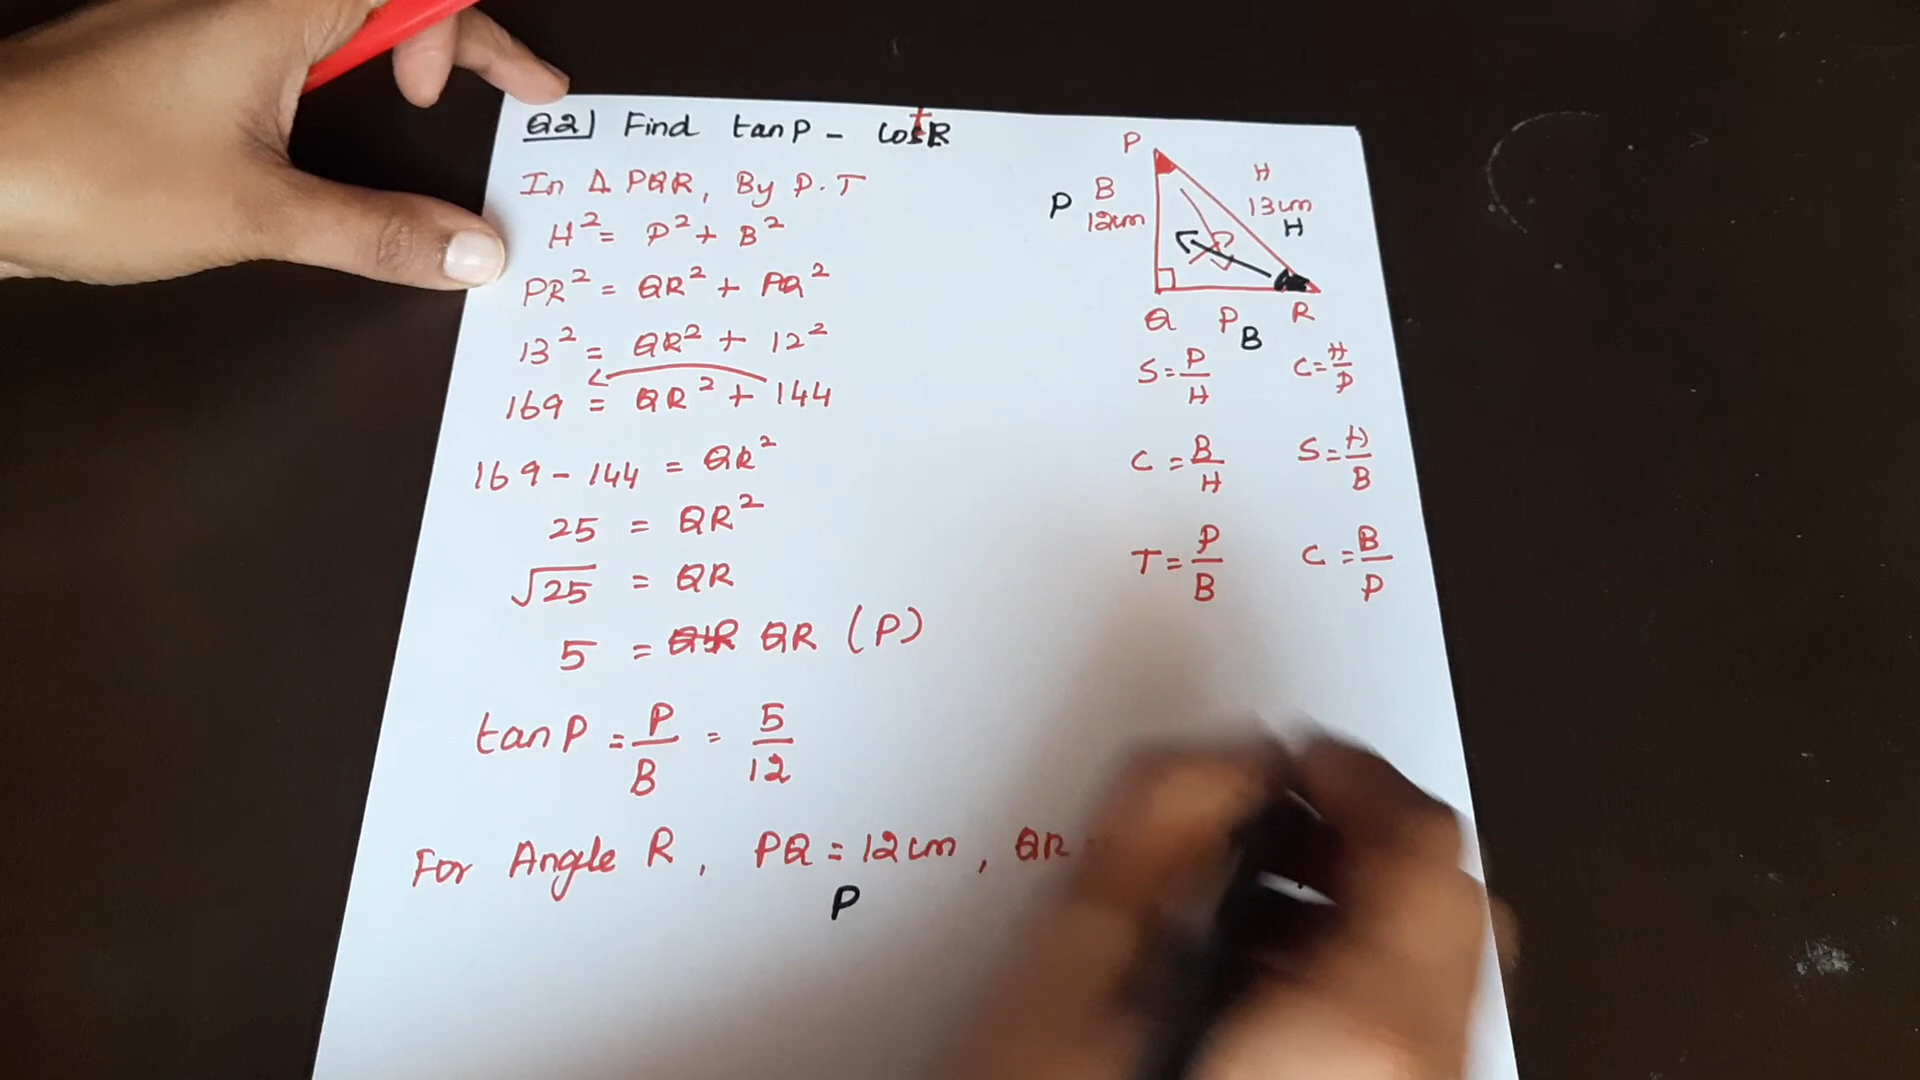 Q2) Find tan P - cot R
In Δ PQR, By P.T
H² = P² + B²
PR² = QR² + PQ²
13² = QR² + 12²
169 = QR² + 144
169 - 144 = QR²
25 = QR²
√25 = QR
5 = QR (P)
tan P = P/B = 5/12
For Angle R, PQ = 12cm, QR
P
P
H
B
13cm
P
12cm
H
Q
P
R
B
S = P/H
C = H/P
C = B/H
S = H/B
T = P/B
C = B/P